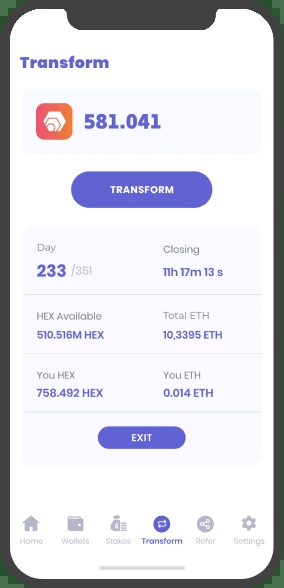 Transform
581.041
TRANSFORM
Day
Closing
233 /351
11h 17m 13 s
HEX Available
Total ETH
510.516M HEX
10,3395 ETH
You HEX
You ETH
758.492 HEX
0.014 ETH
EXIT
Home Wallets Stakes Transform Refer Settings